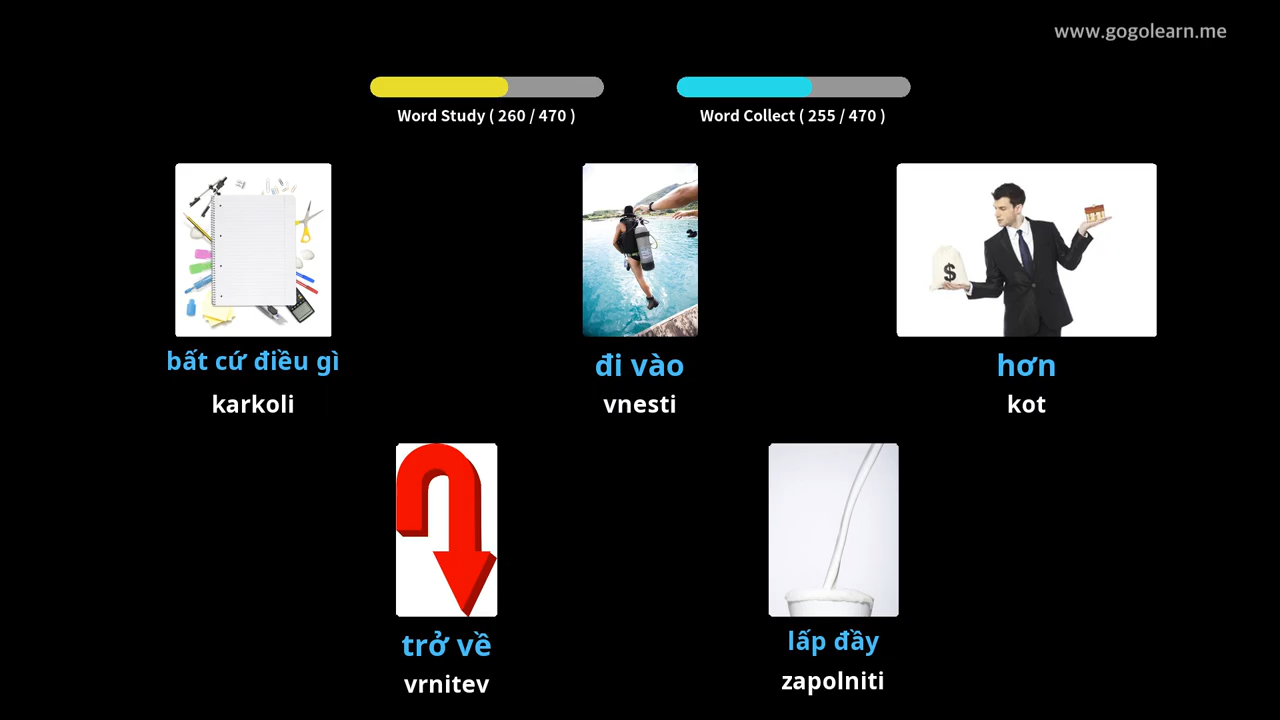 www.gogolearn.me
Word Study ( 260 / 470 )
Word Collect ( 255 / 470 )
bất cứ điều gì
karkoli
đi vào
vnesti
hơn
kot
$
trở về
vrnitev
lấp đầy
zapolniti